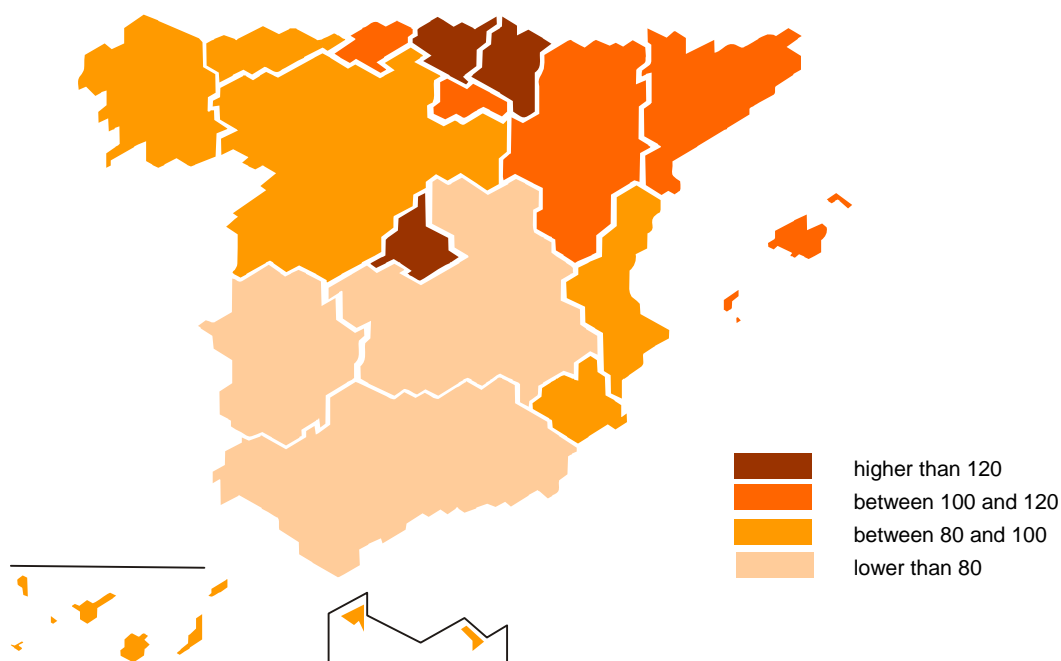 higher than 120
between 100 and 120
between 80 and 100
lower than 80